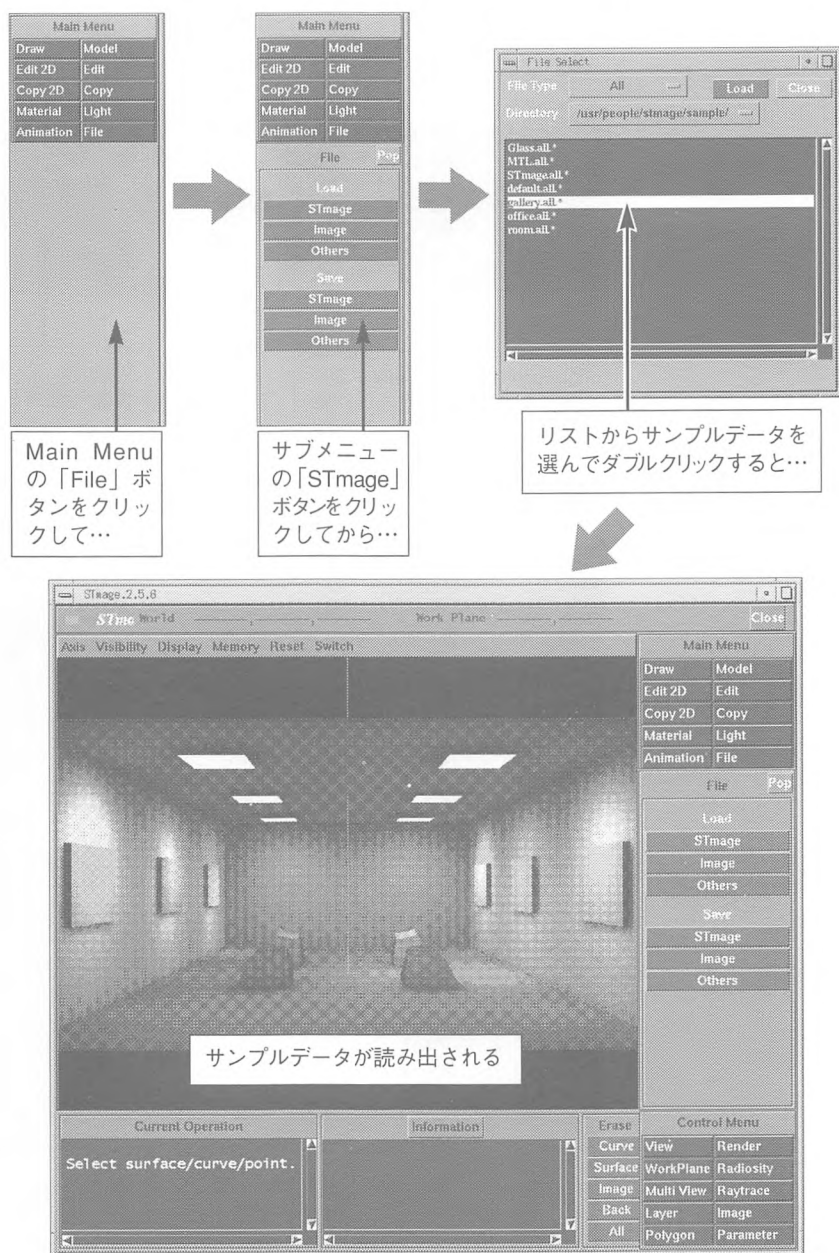 Main Menu
Draw Model
Edit 2D Edit
Copy 2D Copy
Material Light
Animation File
Main Menu
の「File」ボ
タンをクリッ
クして…
Main Menu
Draw Model
Edit 2D Edit
Copy 2D Copy
Material Light
Animation File
File Pop
Load
STmage
Image
Others
Save
STmage
Image
Others
サブメニュー
の「STmage」
ボタンをクリッ
クしてから…
File Select
File Type All Load Close
Directory /usr/people/stmage/sample/
Glass.all.*
MTL.all.*
STmage.all.*
default.all.*
gallery.all.*
office.all.*
room.all.*
リストからサンプルデータを
選んでダブルクリックすると…
STmage.2.5.6
World Work Plane Close
Axis Visibility Display Memory Reset Switch
サンプルデータが読み出される
Main Menu
Draw Model
Edit 2D Edit
Copy 2D Copy
Material Light
Animation File
File Pop
Load
STmage
Image
Others
Save
STmage
Image
Others
Current Operation
Select surface/curve/point.
Information
Erase
Curve
Surface
Image
Back
All
Control Menu
View Render
WorkPlane Radiosity
Multi View Raytrace
Layer Image
Polygon Parameter